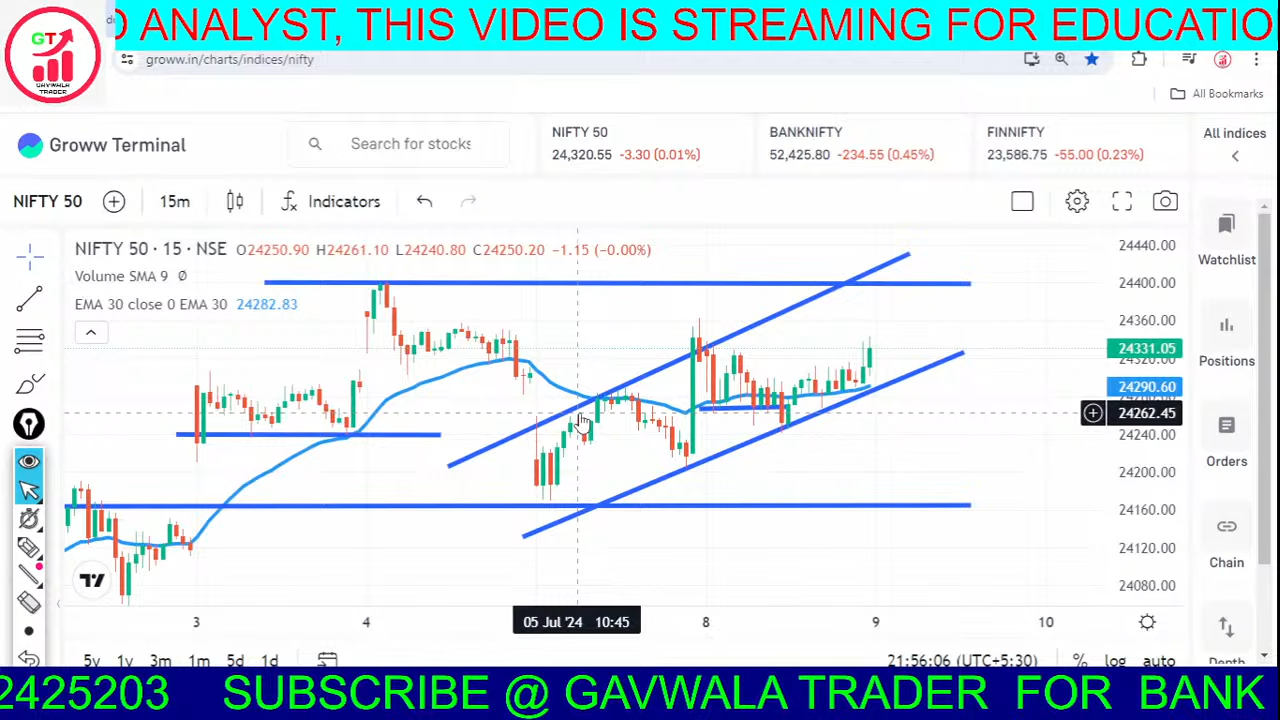 O ANALYST, THIS VIDEO IS STREAMING FOR EDUCATIO
GT
GAVWALA
TRADER
groww.in/charts/indices/nifty
All Bookmarks
Groww Terminal
Search for stocks
NIFTY 50
24,320.55 -3.30 (0.01%)
BANKNIFTY
52,425.80 -234.55 (0.45%)
FINNIFTY
23,586.75 -55.00 (0.23%)
All indices
NIFTY 50
15m
Indicators
NIFTY 50 · 15 · NSE O24250.90 H24261.10 L24240.80 C24250.20 -1.15 (-0.00%)
Volume SMA 9 Ø
EMA 30 close 0 EMA 30 24282.83
24440.00
24400.00
24360.00
24331.05
24320.00
24290.60
24262.45
24240.00
24200.00
24160.00
24120.00
24080.00
Watchlist
Positions
Orders
Chain
Depth
3
4
05 Jul '24 10:45
8
9
10
5y 1y 3m 1m 5d 1d
21:56:06 (UTC+5:30) % log auto
2425203 SUBSCRIBE @ GAVWALA TRADER FOR BANK